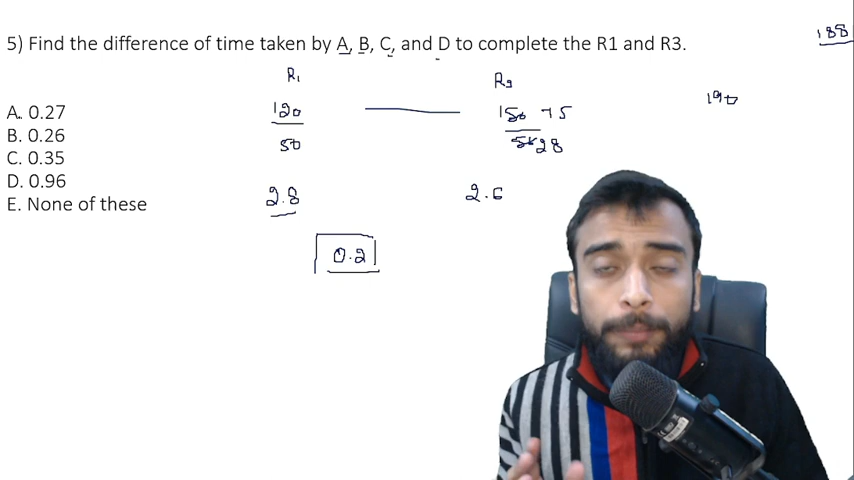 5) Find the difference of time taken by A, B, C, and D to complete the R1 and R3.
188
R1
R3
A. 0.27
120
150 75
190
B. 0.26
50
56 28
C. 0.35
D. 0.96
E. None of these
2.8
2.6
0.2